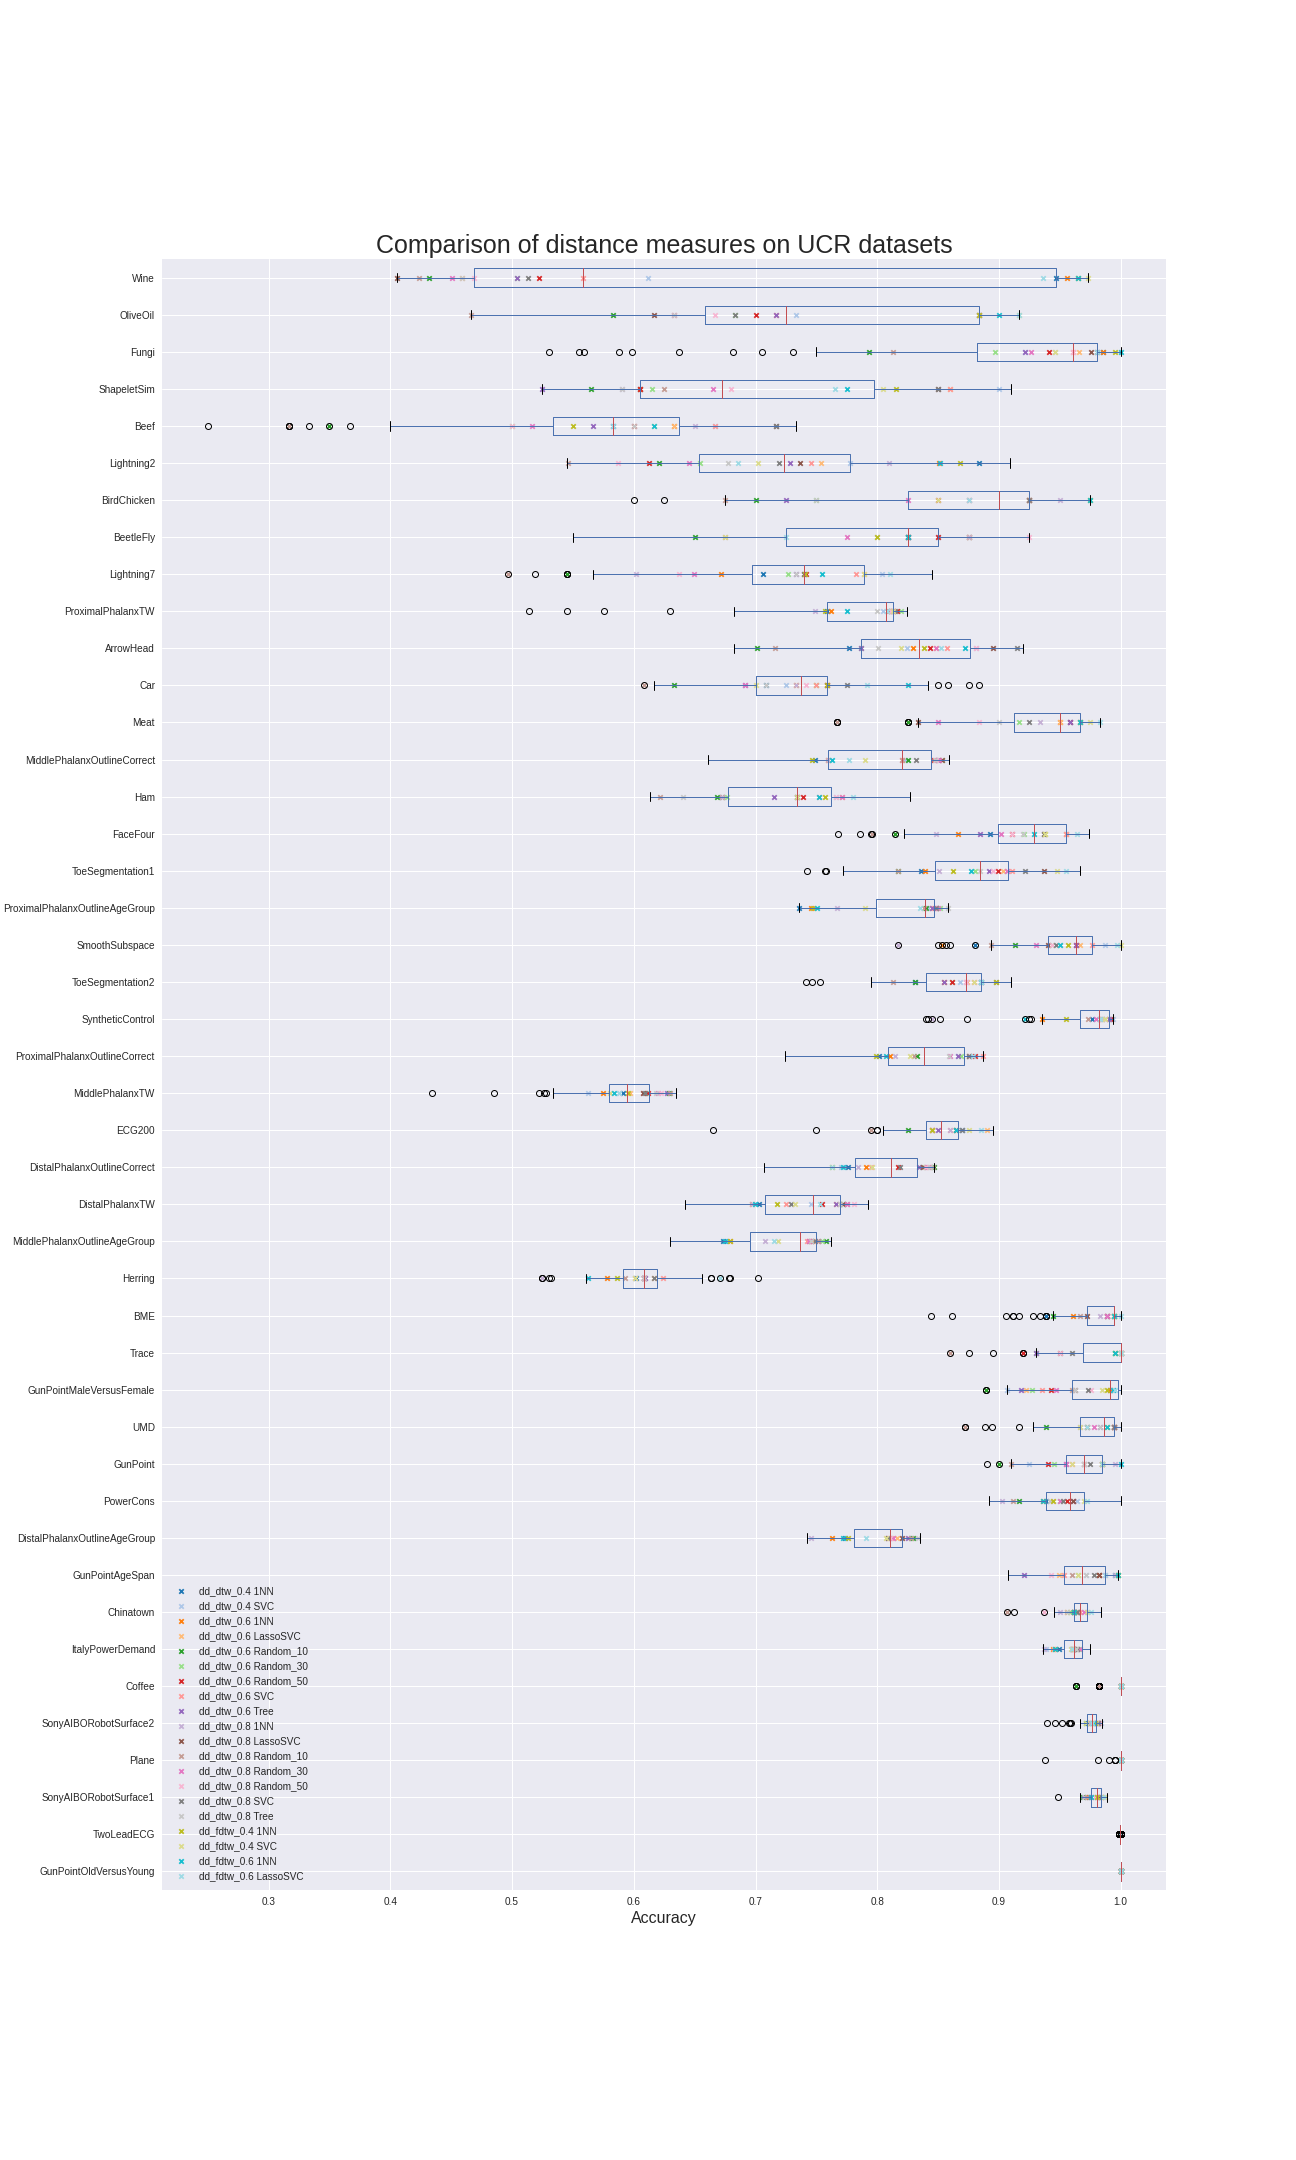 Comparison of distance measures on UCR datasets
Wine
OliveOil
Fungi
ShapeletSim
Beef
Lightning2
BirdChicken
BeetleFly
Lightning7
ProximalPhalanxTW
ArrowHead
Car
Meat
MiddlePhalanxOutlineCorrect
Ham
FaceFour
ToeSegmentation1
ProximalPhalanxOutlineAgeGroup
SmoothSubspace
ToeSegmentation2
SyntheticControl
ProximalPhalanxOutlineCorrect
MiddlePhalanxTW
ECG200
DistalPhalanxOutlineCorrect
DistalPhalanxTW
MiddlePhalanxOutlineAgeGroup
Herring
BME
Trace
GunPointMaleVersusFemale
UMD
GunPoint
PowerCons
DistalPhalanxOutlineAgeGroup
GunPointAgeSpan
Chinatown
ItalyPowerDemand
Coffee
SonyAIBORobotSurface2
Plane
SonyAIBORobotSurface1
TwoLeadECG
GunPointOldVersusYoung
dd_dtw_0.4 1NN
dd_dtw_0.4 SVC
dd_dtw_0.6 1NN
dd_dtw_0.6 LassoSVC
dd_dtw_0.6 Random_10
dd_dtw_0.6 Random_30
dd_dtw_0.6 Random_50
dd_dtw_0.6 SVC
dd_dtw_0.6 Tree
dd_dtw_0.8 1NN
dd_dtw_0.8 LassoSVC
dd_dtw_0.8 Random_10
dd_dtw_0.8 Random_30
dd_dtw_0.8 Random_50
dd_dtw_0.8 SVC
dd_dtw_0.8 Tree
dd_fdtw_0.4 1NN
dd_fdtw_0.4 SVC
dd_fdtw_0.6 1NN
dd_fdtw_0.6 LassoSVC
0.3 0.4 0.5 0.6 0.7 0.8 0.9 1.0
Accuracy